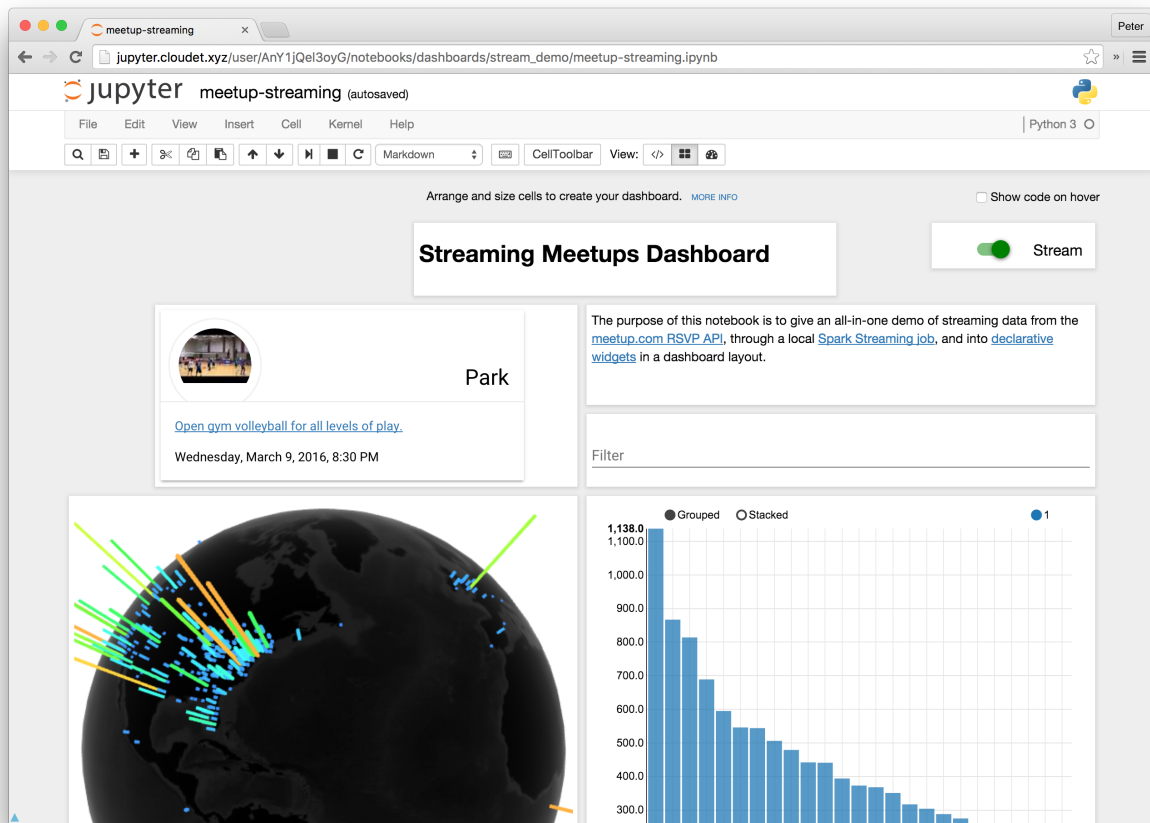 meetup-streaming
Peter
jupyter.cloudet.xyz/user/AnY1jQel3oyG/notebooks/dashboards/stream_demo/meetup-streaming.ipynb
jupyter meetup-streaming (autosaved)
File Edit View Insert Cell Kernel Help
Python 3
Markdown CellToolbar View:
Arrange and size cells to create your dashboard. MORE INFO
Show code on hover
Streaming Meetups Dashboard
Stream
Park
Open gym volleyball for all levels of play.
Wednesday, March 9, 2016, 8:30 PM
The purpose of this notebook is to give an all-in-one demo of streaming data from the
meetup.com RSVP API, through a local Spark Streaming job, and into declarative
widgets in a dashboard layout.
Filter
Grouped Stacked 1
1,138.0
1,100.0
1,000.0
900.0
800.0
700.0
600.0
500.0
400.0
300.0